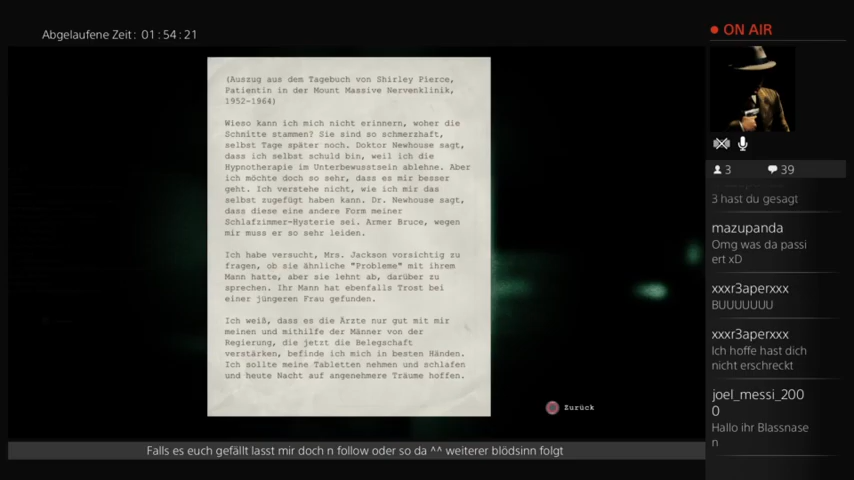 Abgelaufene Zeit: 01:54:21
(Auszug aus dem Tagebuch von Shirley Pierce,
Patientin in der Mount Massive Nervenklinik,
1952-1964)
Wieso kann ich mich nicht erinnern, woher die
Schnitte stammen? Sie sind so schmerzhaft,
selbst Tage später noch. Doktor Newhouse sagt,
dass ich selbst schuld bin, weil ich die
Hypnotherapie im Unterbewusstsein ablehne. Aber
ich möchte doch so sehr, dass es mir besser
geht. Ich verstehe nicht, wie ich mir das
selbst zugefügt haben kann. Dr. Newhouse sagt,
dass diese eine andere Form meiner
Schlafzimmer-Hysterie sei. Armer Bruce, wegen
mir muss er so sehr leiden.
Ich habe versucht, Mrs. Jackson vorsichtig zu
fragen, ob sie ähnliche "Probleme" mit ihrem
Mann hatte, aber sie lehnt ab, darüber zu
sprechen. Ihr Mann hat ebenfalls Trost bei
einer jüngeren Frau gefunden.
Ich weiß, dass es die Ärzte nur gut mit mir
meinen und mithilfe der Männer von der
Regierung, die jetzt die Belegschaft
verstärken, befinde ich mich in besten Händen.
Ich sollte meine Tabletten nehmen und schlafen
und heute Nacht auf angenehmere Träume hoffen.
Zurück
Falls es euch gefällt lasst mir doch n follow oder so da ^^ weiterer blödsinn folgt
ON AIR
3 39
3 hast du gesagt
mazupanda
Omg was da passi
ert xD
xxxr3aperxxx
BUUUUUUU
xxxr3aperxxx
Ich hoffe hast dich
nicht erschreckt
joel_messi_200
0
Hallo ihr Blassnase
n